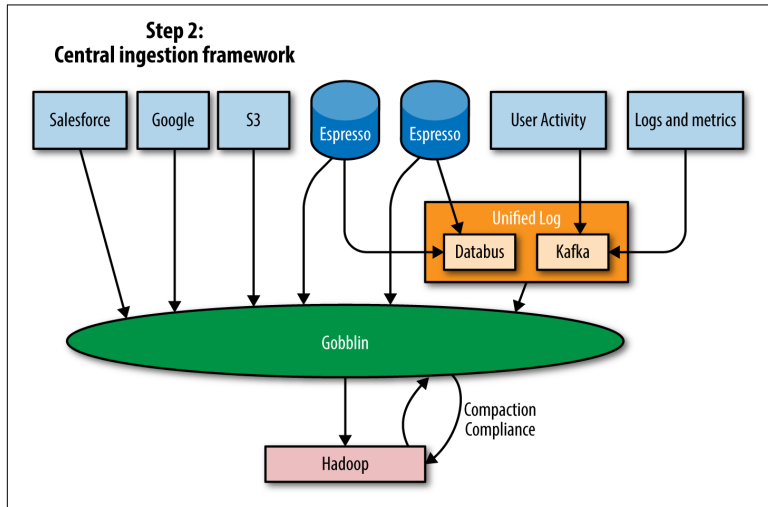 Step 2:
Central ingestion framework
Salesforce
Google
S3
Espresso
Espresso
User Activity
Logs and metrics
Unified Log
Databus
Kafka
Gobblin
Compaction
Compliance
Hadoop